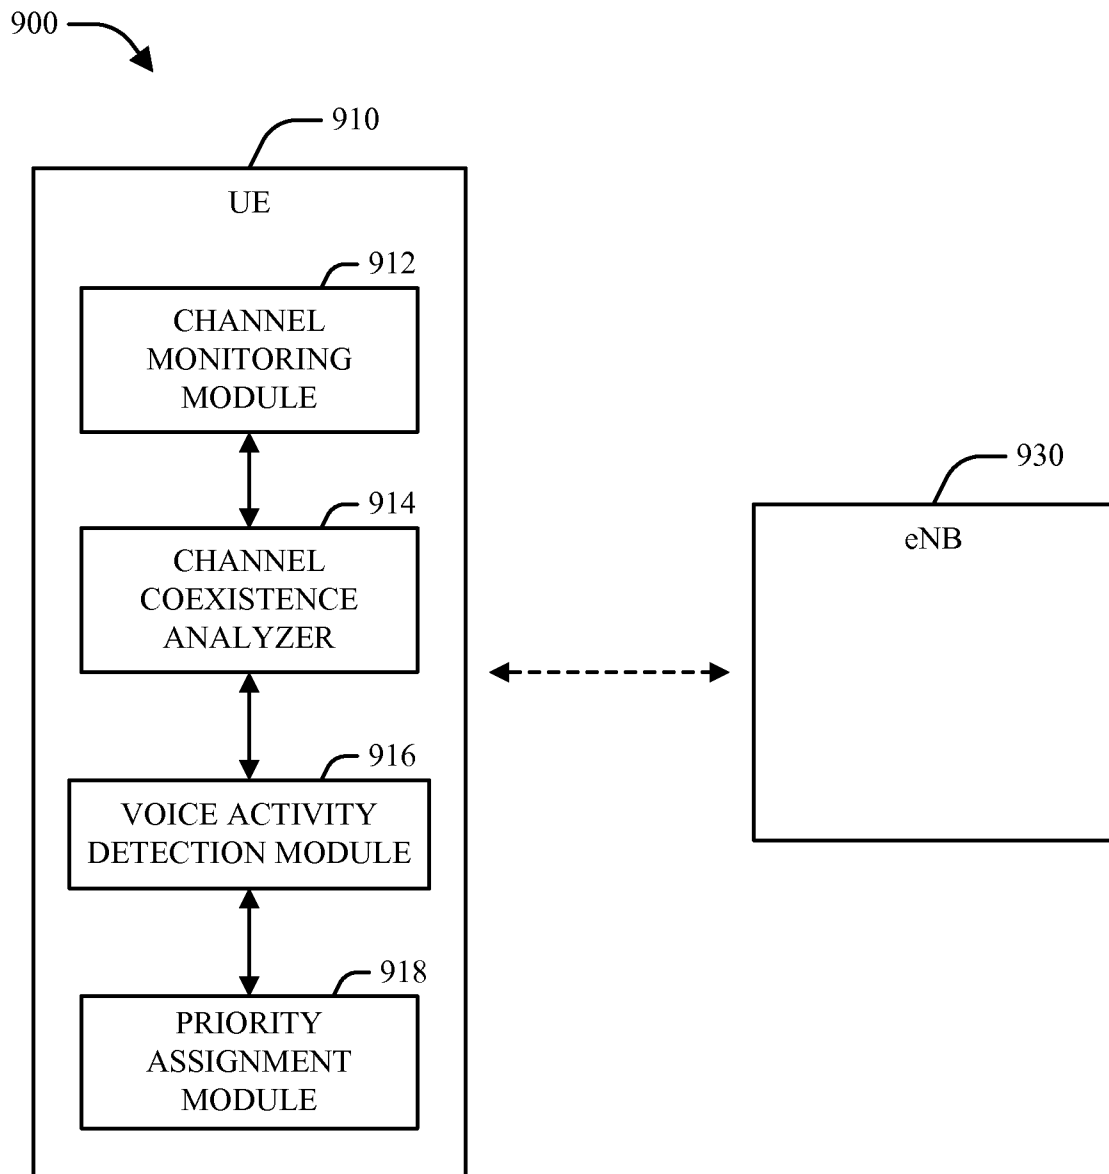 900
910
UE
912
CHANNEL
MONITORING
MODULE
914
CHANNEL
COEXISTENCE
ANALYZER
916
VOICE ACTIVITY
DETECTION MODULE
918
PRIORITY
ASSIGNMENT
MODULE
930
eNB